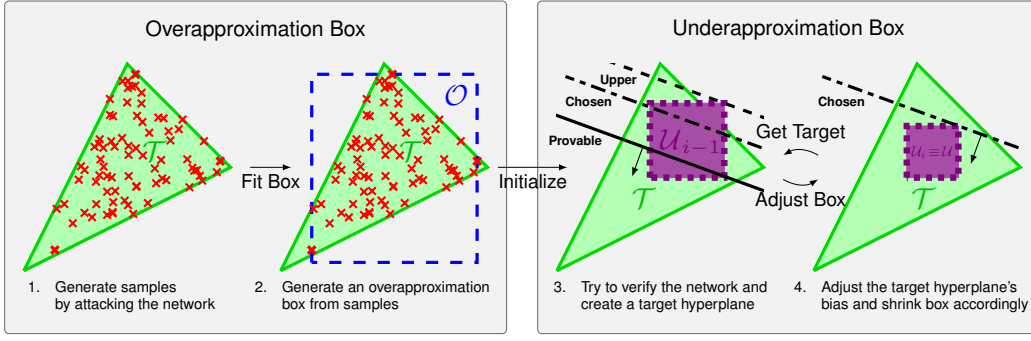 Overapproximation Box
𝒯
Fit Box
𝒪
𝒯
1. Generate samples
by attacking the network
2. Generate an overapproximation
box from samples
Initialize
Underapproximation Box
Upper
Chosen
Provable
𝒰i−1
𝒯
Get Target
Adjust Box
Chosen
𝒰i ≡ 𝒰
𝒯
3. Try to verify the network and
create a target hyperplane
4. Adjust the target hyperplane's
bias and shrink box accordingly